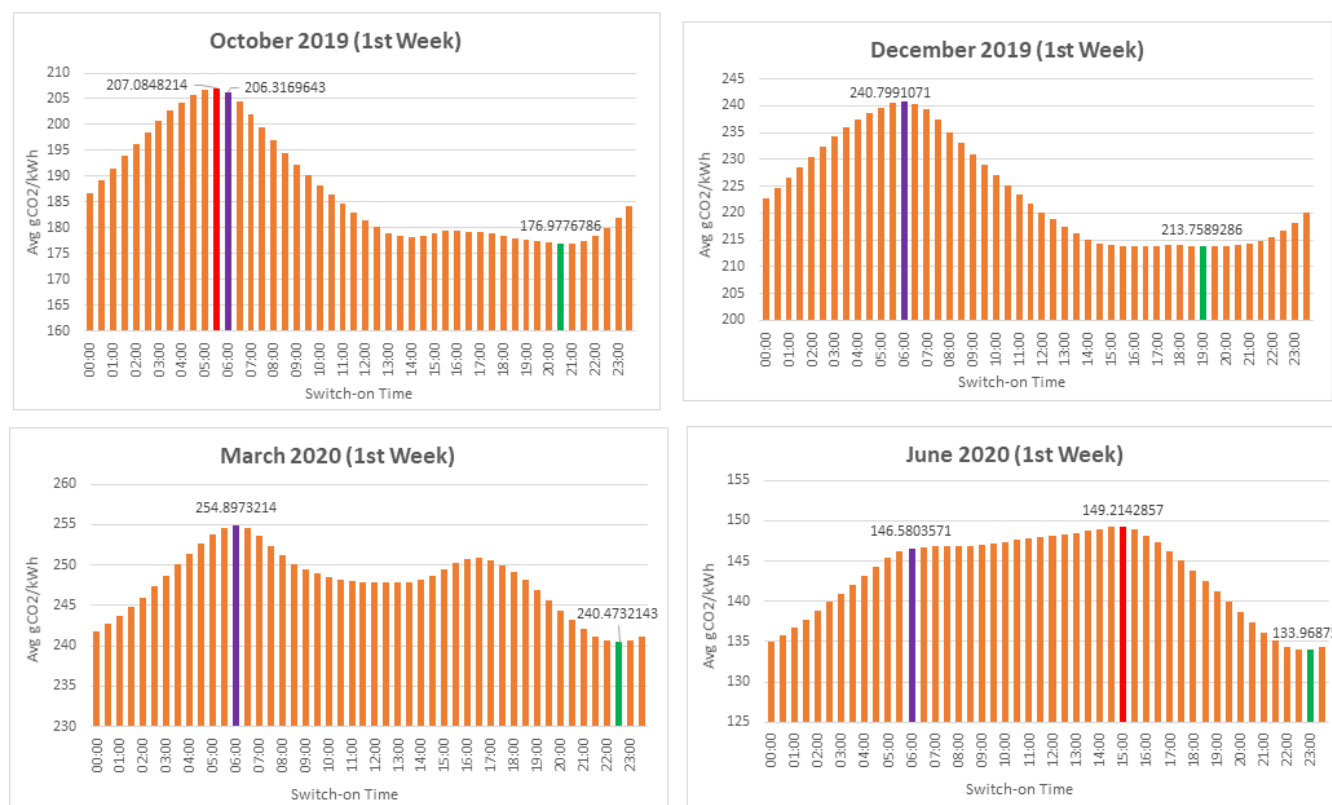 October 2019 (1st Week)
207.0848214
206.3169643
176.9776786
210
205
200
195
190
185
180
175
170
165
160
Avg gCO2/kWh
00:00 01:00 02:00 03:00 04:00 05:00 06:00 07:00 08:00 09:00 10:00 11:00 12:00 13:00 14:00 15:00 16:00 17:00 18:00 19:00 20:00 21:00 22:00 23:00
Switch-on Time
December 2019 (1st Week)
240.7991071
213.7589286
245
240
235
230
225
220
215
210
205
200
Avg gCO2/kWh
00:00 01:00 02:00 03:00 04:00 05:00 06:00 07:00 08:00 09:00 10:00 11:00 12:00 13:00 14:00 15:00 16:00 17:00 18:00 19:00 20:00 21:00 22:00 23:00
Switch-on Time
March 2020 (1st Week)
254.8973214
240.4732143
260
255
250
245
240
235
230
Avg gCO2/kWh
00:00 01:00 02:00 03:00 04:00 05:00 06:00 07:00 08:00 09:00 10:00 11:00 12:00 13:00 14:00 15:00 16:00 17:00 18:00 19:00 20:00 21:00 22:00 23:00
Switch-on Time
June 2020 (1st Week)
146.5803571
149.2142857
133.96875
155
150
145
140
135
130
125
Avg gCO2/kWh
00:00 01:00 02:00 03:00 04:00 05:00 06:00 07:00 08:00 09:00 10:00 11:00 12:00 13:00 14:00 15:00 16:00 17:00 18:00 19:00 20:00 21:00 22:00 23:00
Switch-on Time